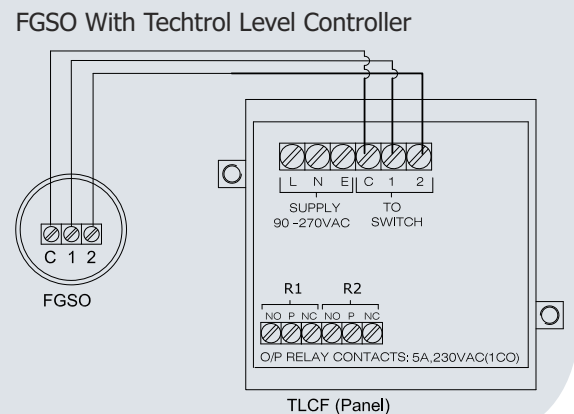 FGSO With Techtrol Level Controller
L N E C 1 2
SUPPLY
90 -270VAC
TO
SWITCH
C 1 2
FGSO
R1 R2
NO P NC NO P NC
O/P RELAY CONTACTS: 5A,230VAC(1CO)
TLCF (Panel)